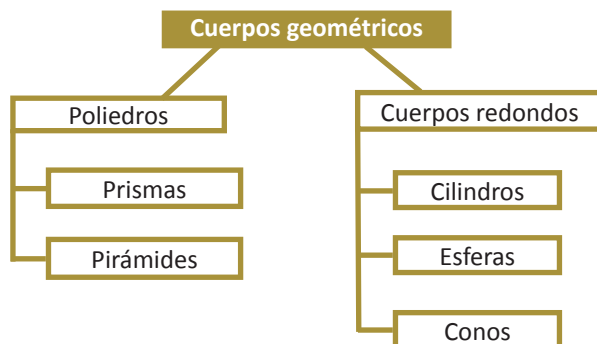 Cuerpos geométricos
Poliedros
Prismas
Pirámides
Cuerpos redondos
Cilindros
Esferas
Conos